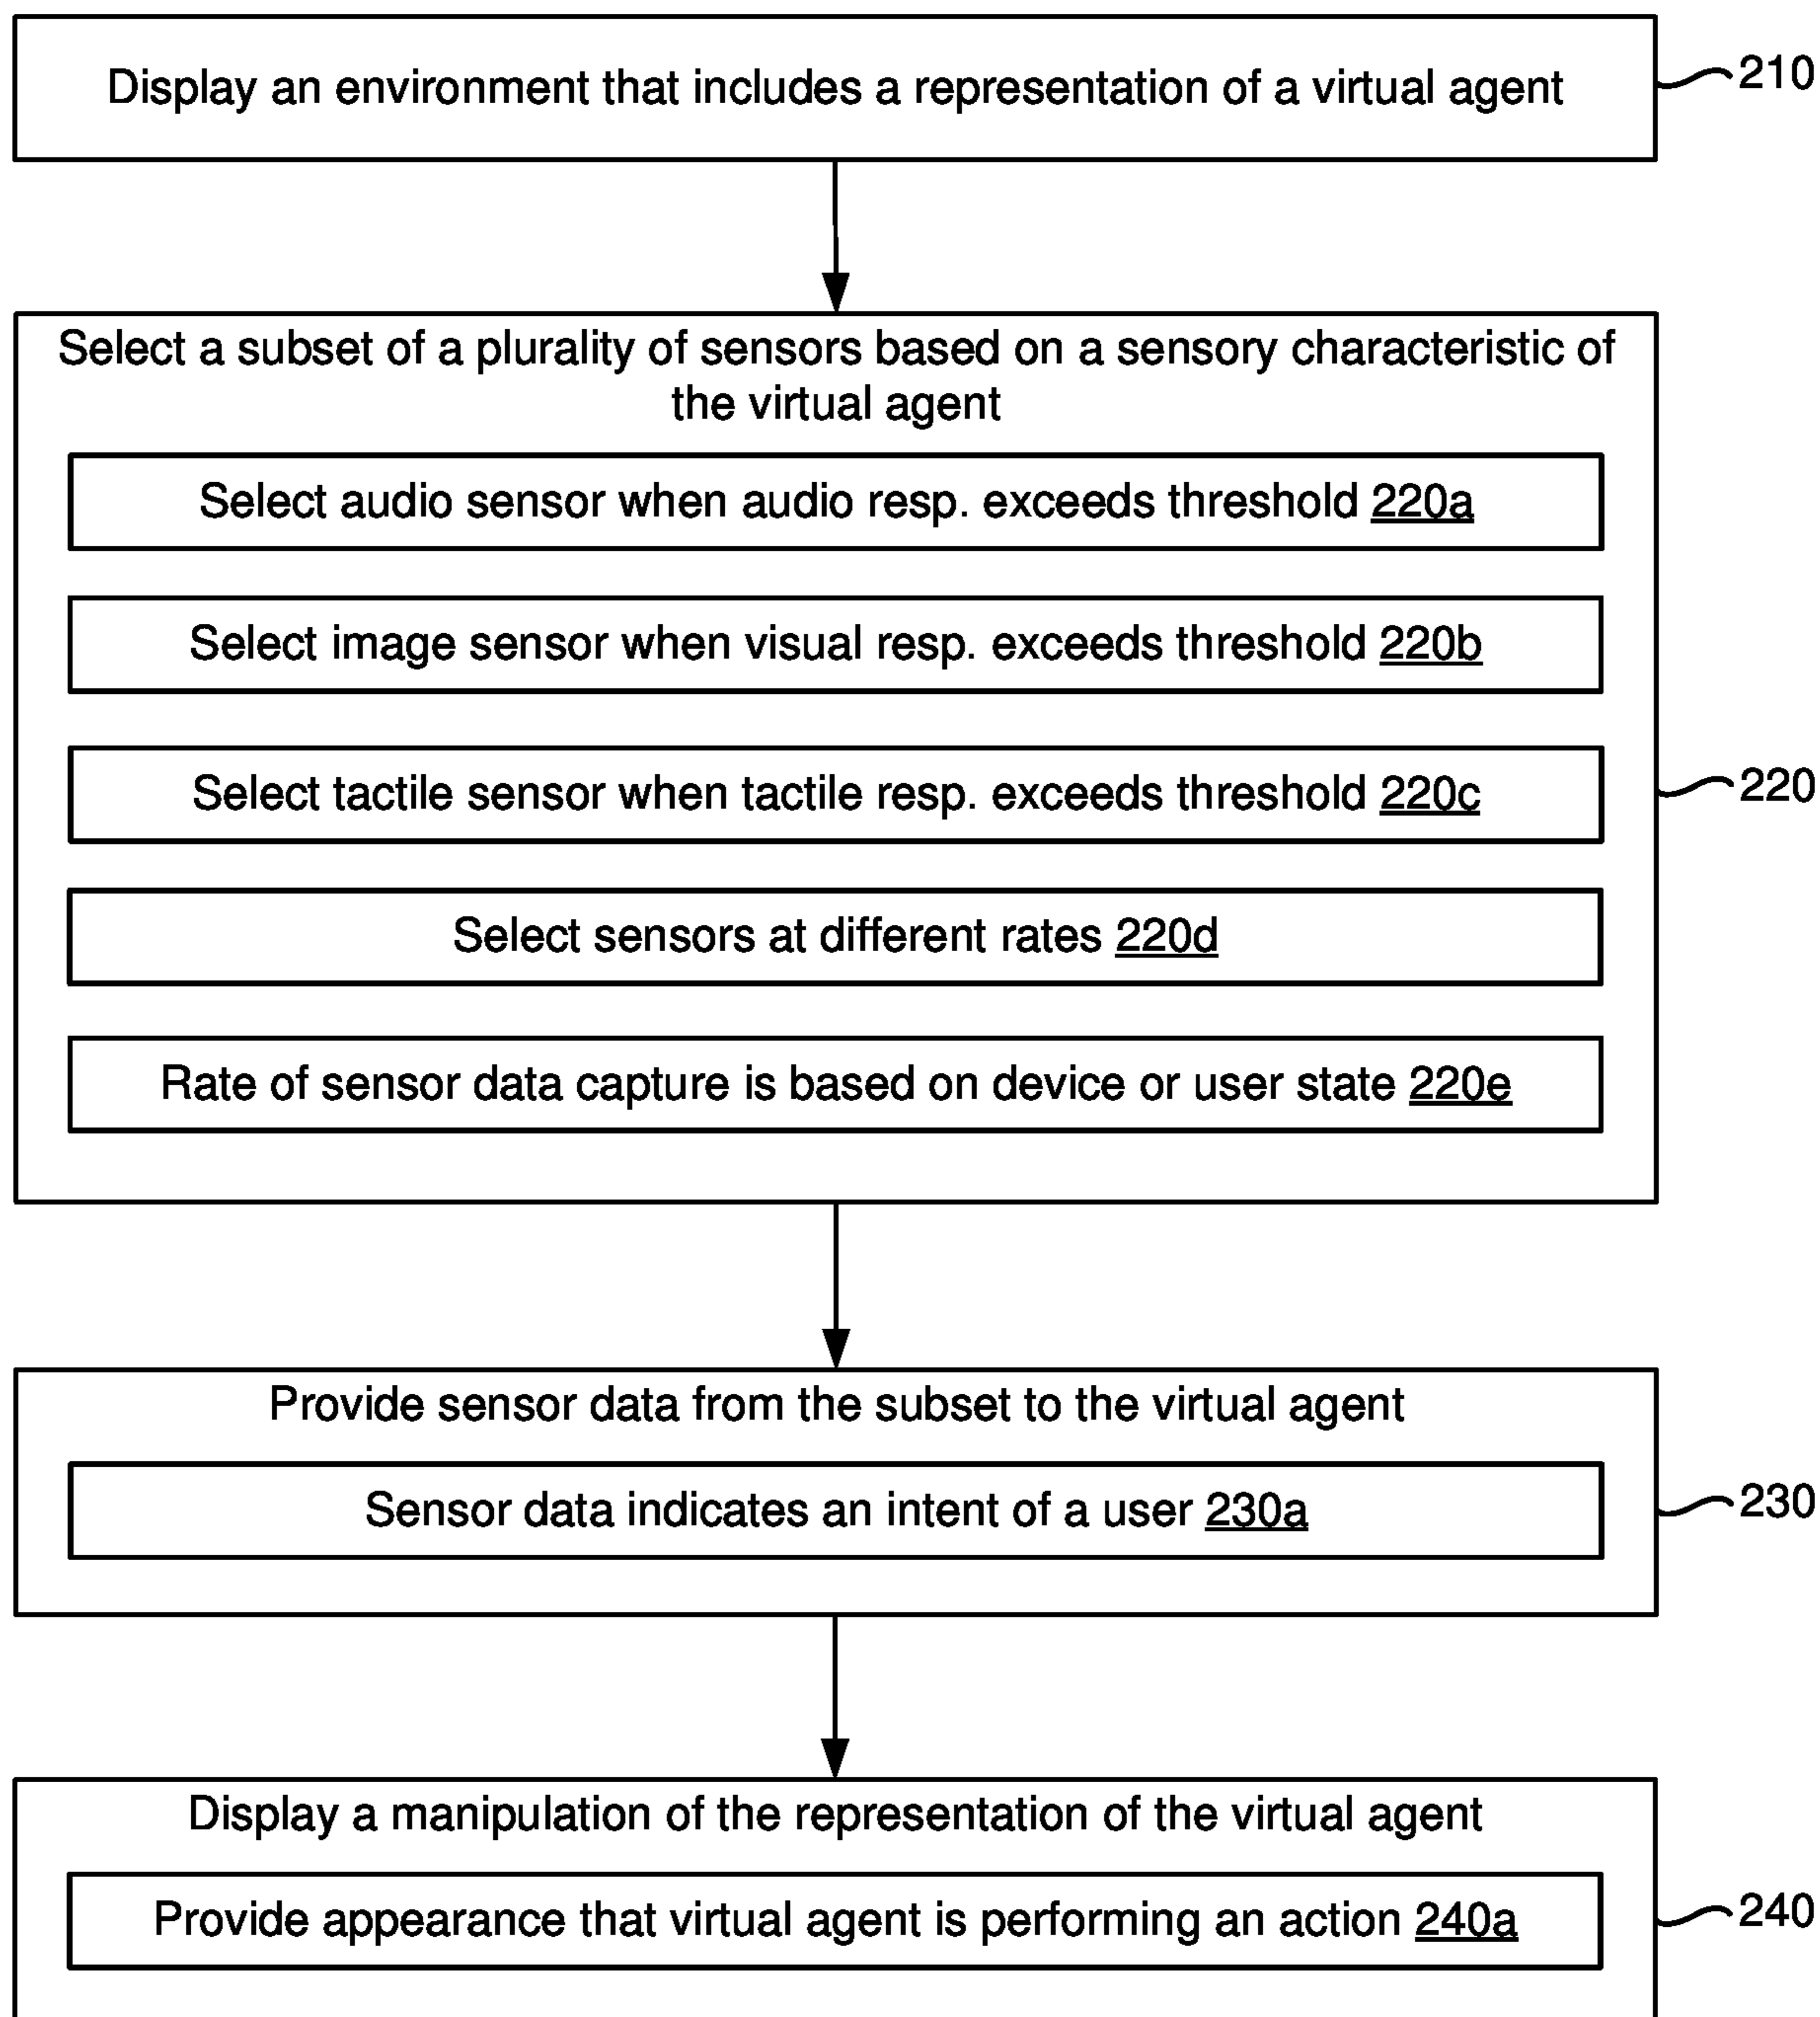 Display an environment that includes a representation of a virtual agent
210
Select a subset of a plurality of sensors based on a sensory characteristic of
the virtual agent
Select audio sensor when audio resp. exceeds threshold 220a
Select image sensor when visual resp. exceeds threshold 220b
Select tactile sensor when tactile resp. exceeds threshold 220c
220
Select sensors at different rates 220d
Rate of sensor data capture is based on device or user state 220e
Provide sensor data from the subset to the virtual agent
Sensor data indicates an intent of a user 230a
230
Display a manipulation of the representation of the virtual agent
Provide appearance that virtual agent is performing an action 240a
240